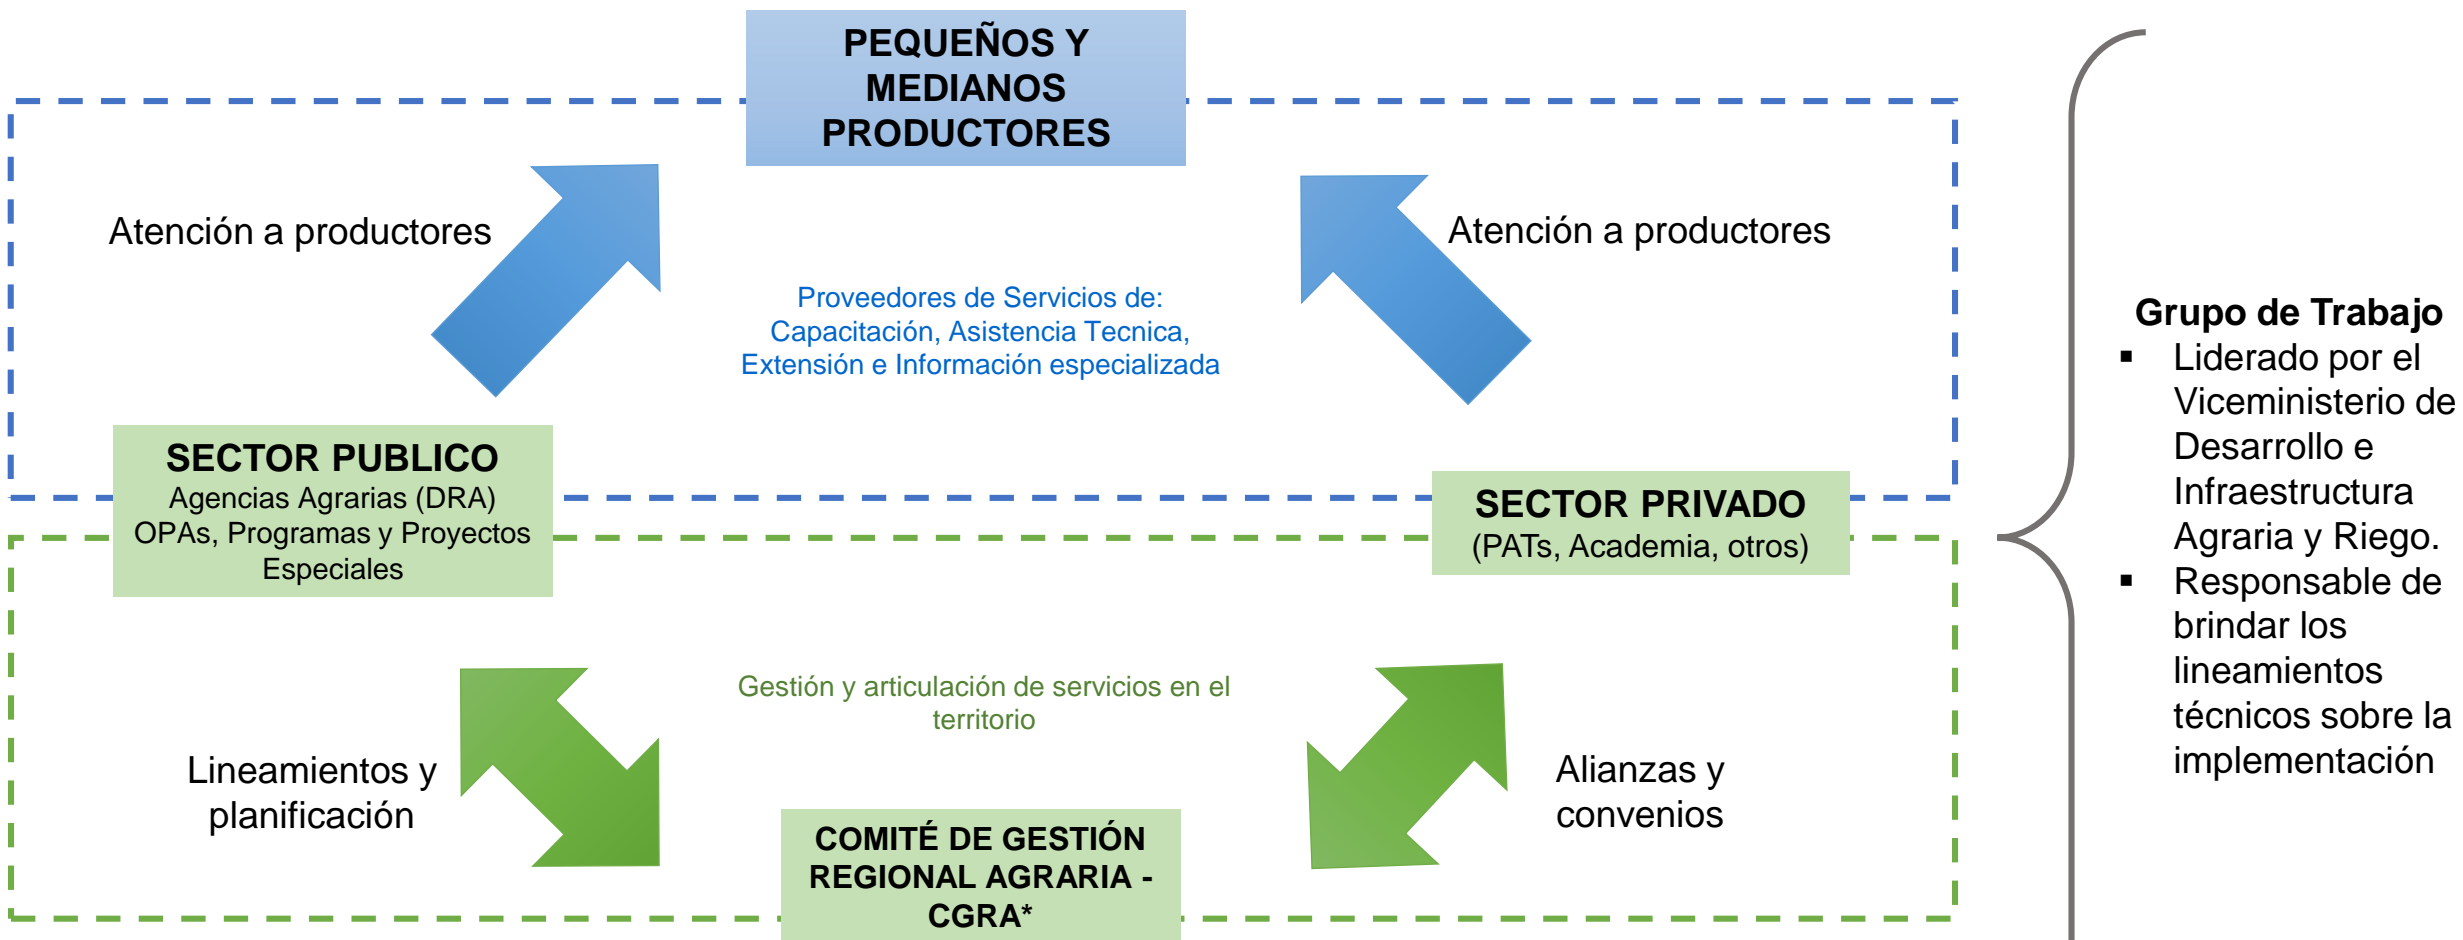 PEQUEÑOS Y
MEDIANOS
PRODUCTORES
Atención a productores
Atención a productores
Proveedores de Servicios de:
Capacitación, Asistencia Tecnica,
Extensión e Información especializada
SECTOR PUBLICO
Agencias Agrarias (DRA)
OPAs, Programas y Proyectos
Especiales
SECTOR PRIVADO
(PATs, Academia, otros)
Gestión y articulación de servicios en el
territorio
Lineamientos y
planificación
Alianzas y
convenios
COMITÉ DE GESTIÓN
REGIONAL AGRARIA -
CGRA*
Grupo de Trabajo
▪ Liderado por el
Viceministerio de
Desarrollo e
Infraestructura
Agraria y Riego.
▪ Responsable de
brindar los
lineamientos
técnicos sobre la
implementación